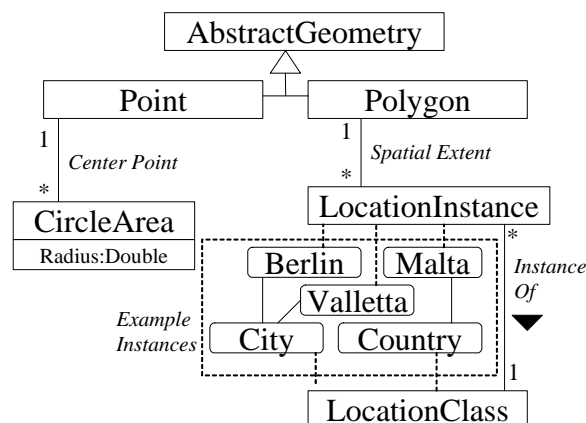 AbstractGeometry
Point
Polygon
1
Center Point
*
1
Spatial Extent
*
CircleArea
Radius:Double
LocationInstance
*
Berlin
Malta
Instance
Of
Valletta
Example
Instances
City
Country
1
LocationClass